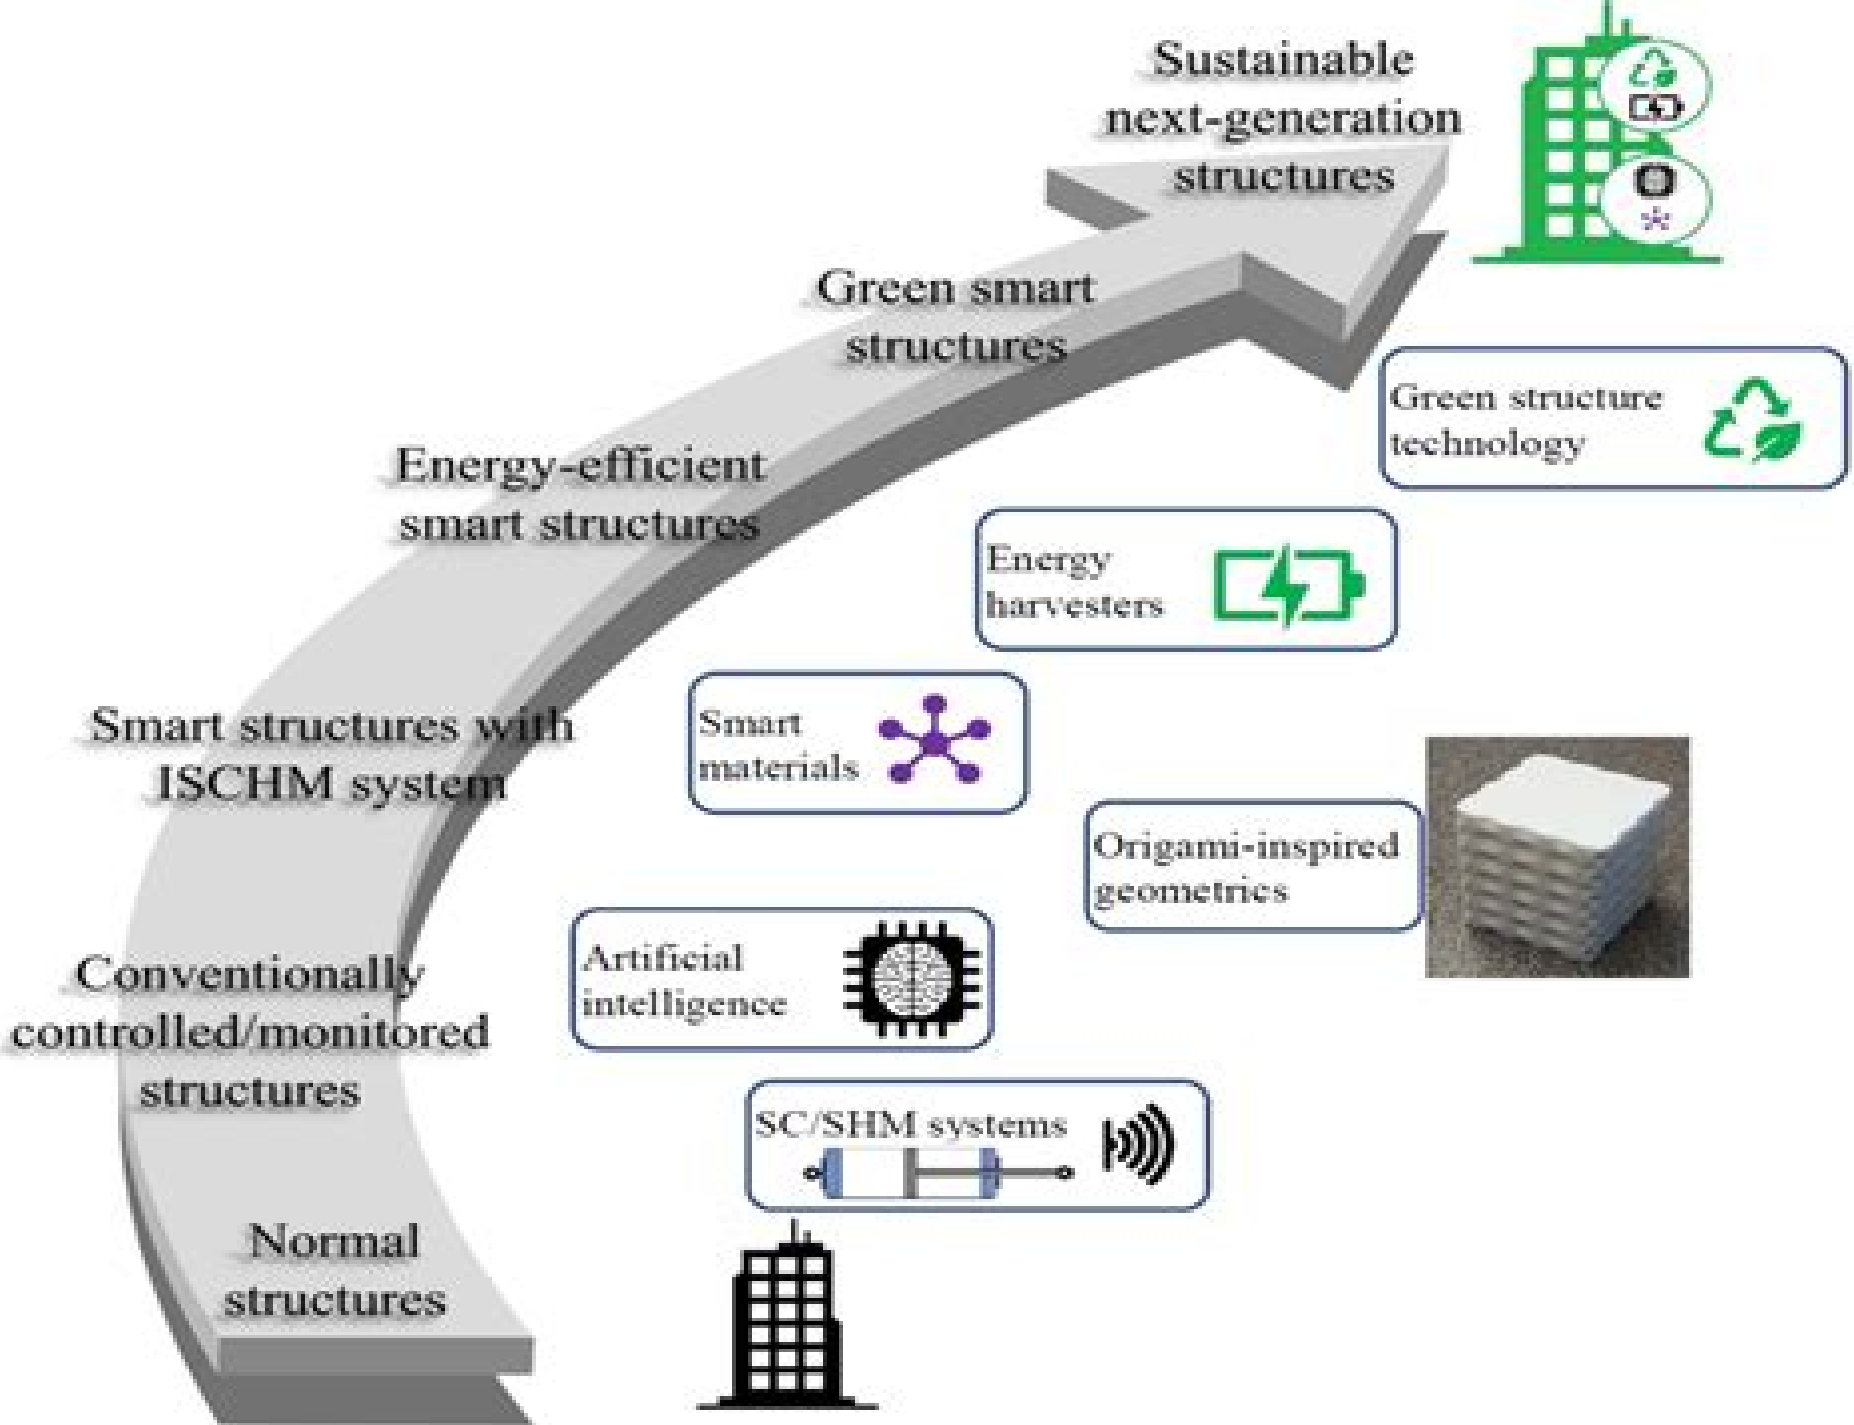 Sustainable
next-generation
structures
Green smart
structures
Green structure
technology
Energy-efficient
smart structures
Energy
harvesters
Smart structures with
ISCHM system
Smart
materials
Origami-inspired
geometrics
Conventionally
controlled/monitored
structures
Artificial
intelligence
SC/SHM systems
Normal
structures